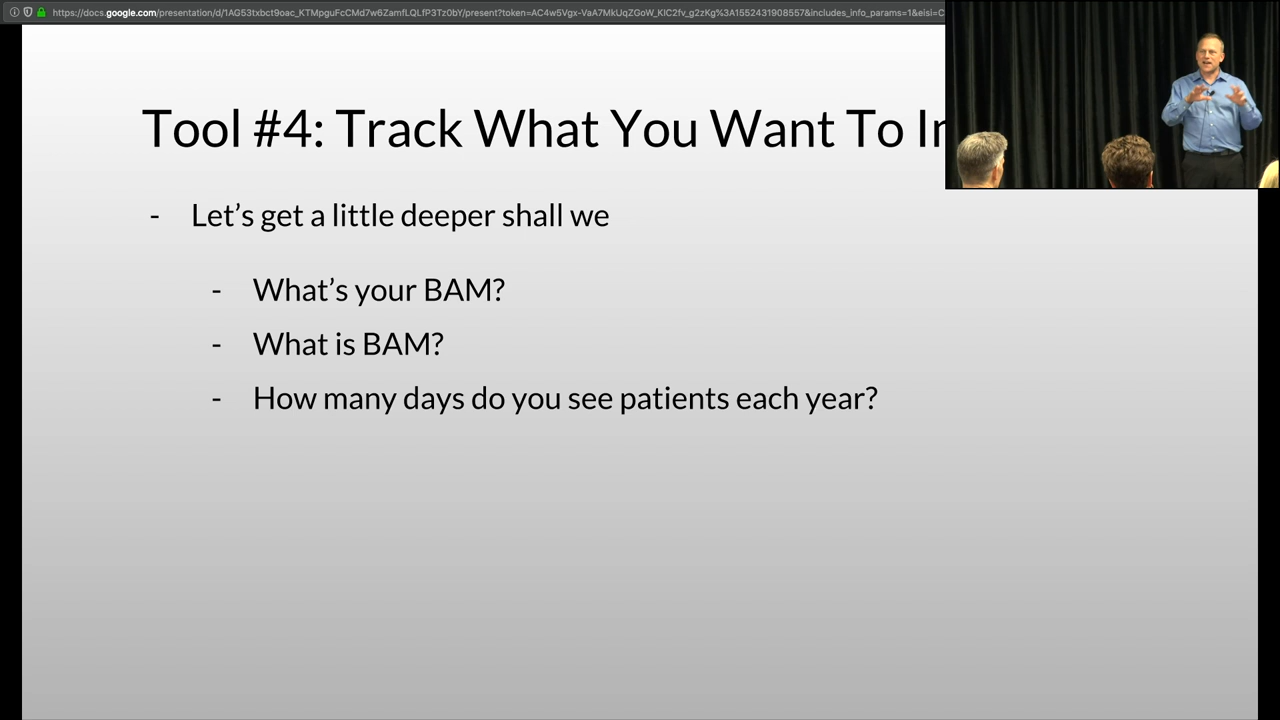 https://docs.google.com/presentation/d/1AG53txbct9oac_KTMpguFcCMd7w6ZamfLQLfP3Tz0bY/present?token=AC4w5Vgx-VaA7MkUqZGoW_KIC2fv_g2zKg%3A1552431908557&includes_info_params=1&eisi=C
Tool #4: Track What You Want To
- Let’s get a little deeper shall we
- What’s your BAM?
- What is BAM?
- How many days do you see patients each year?